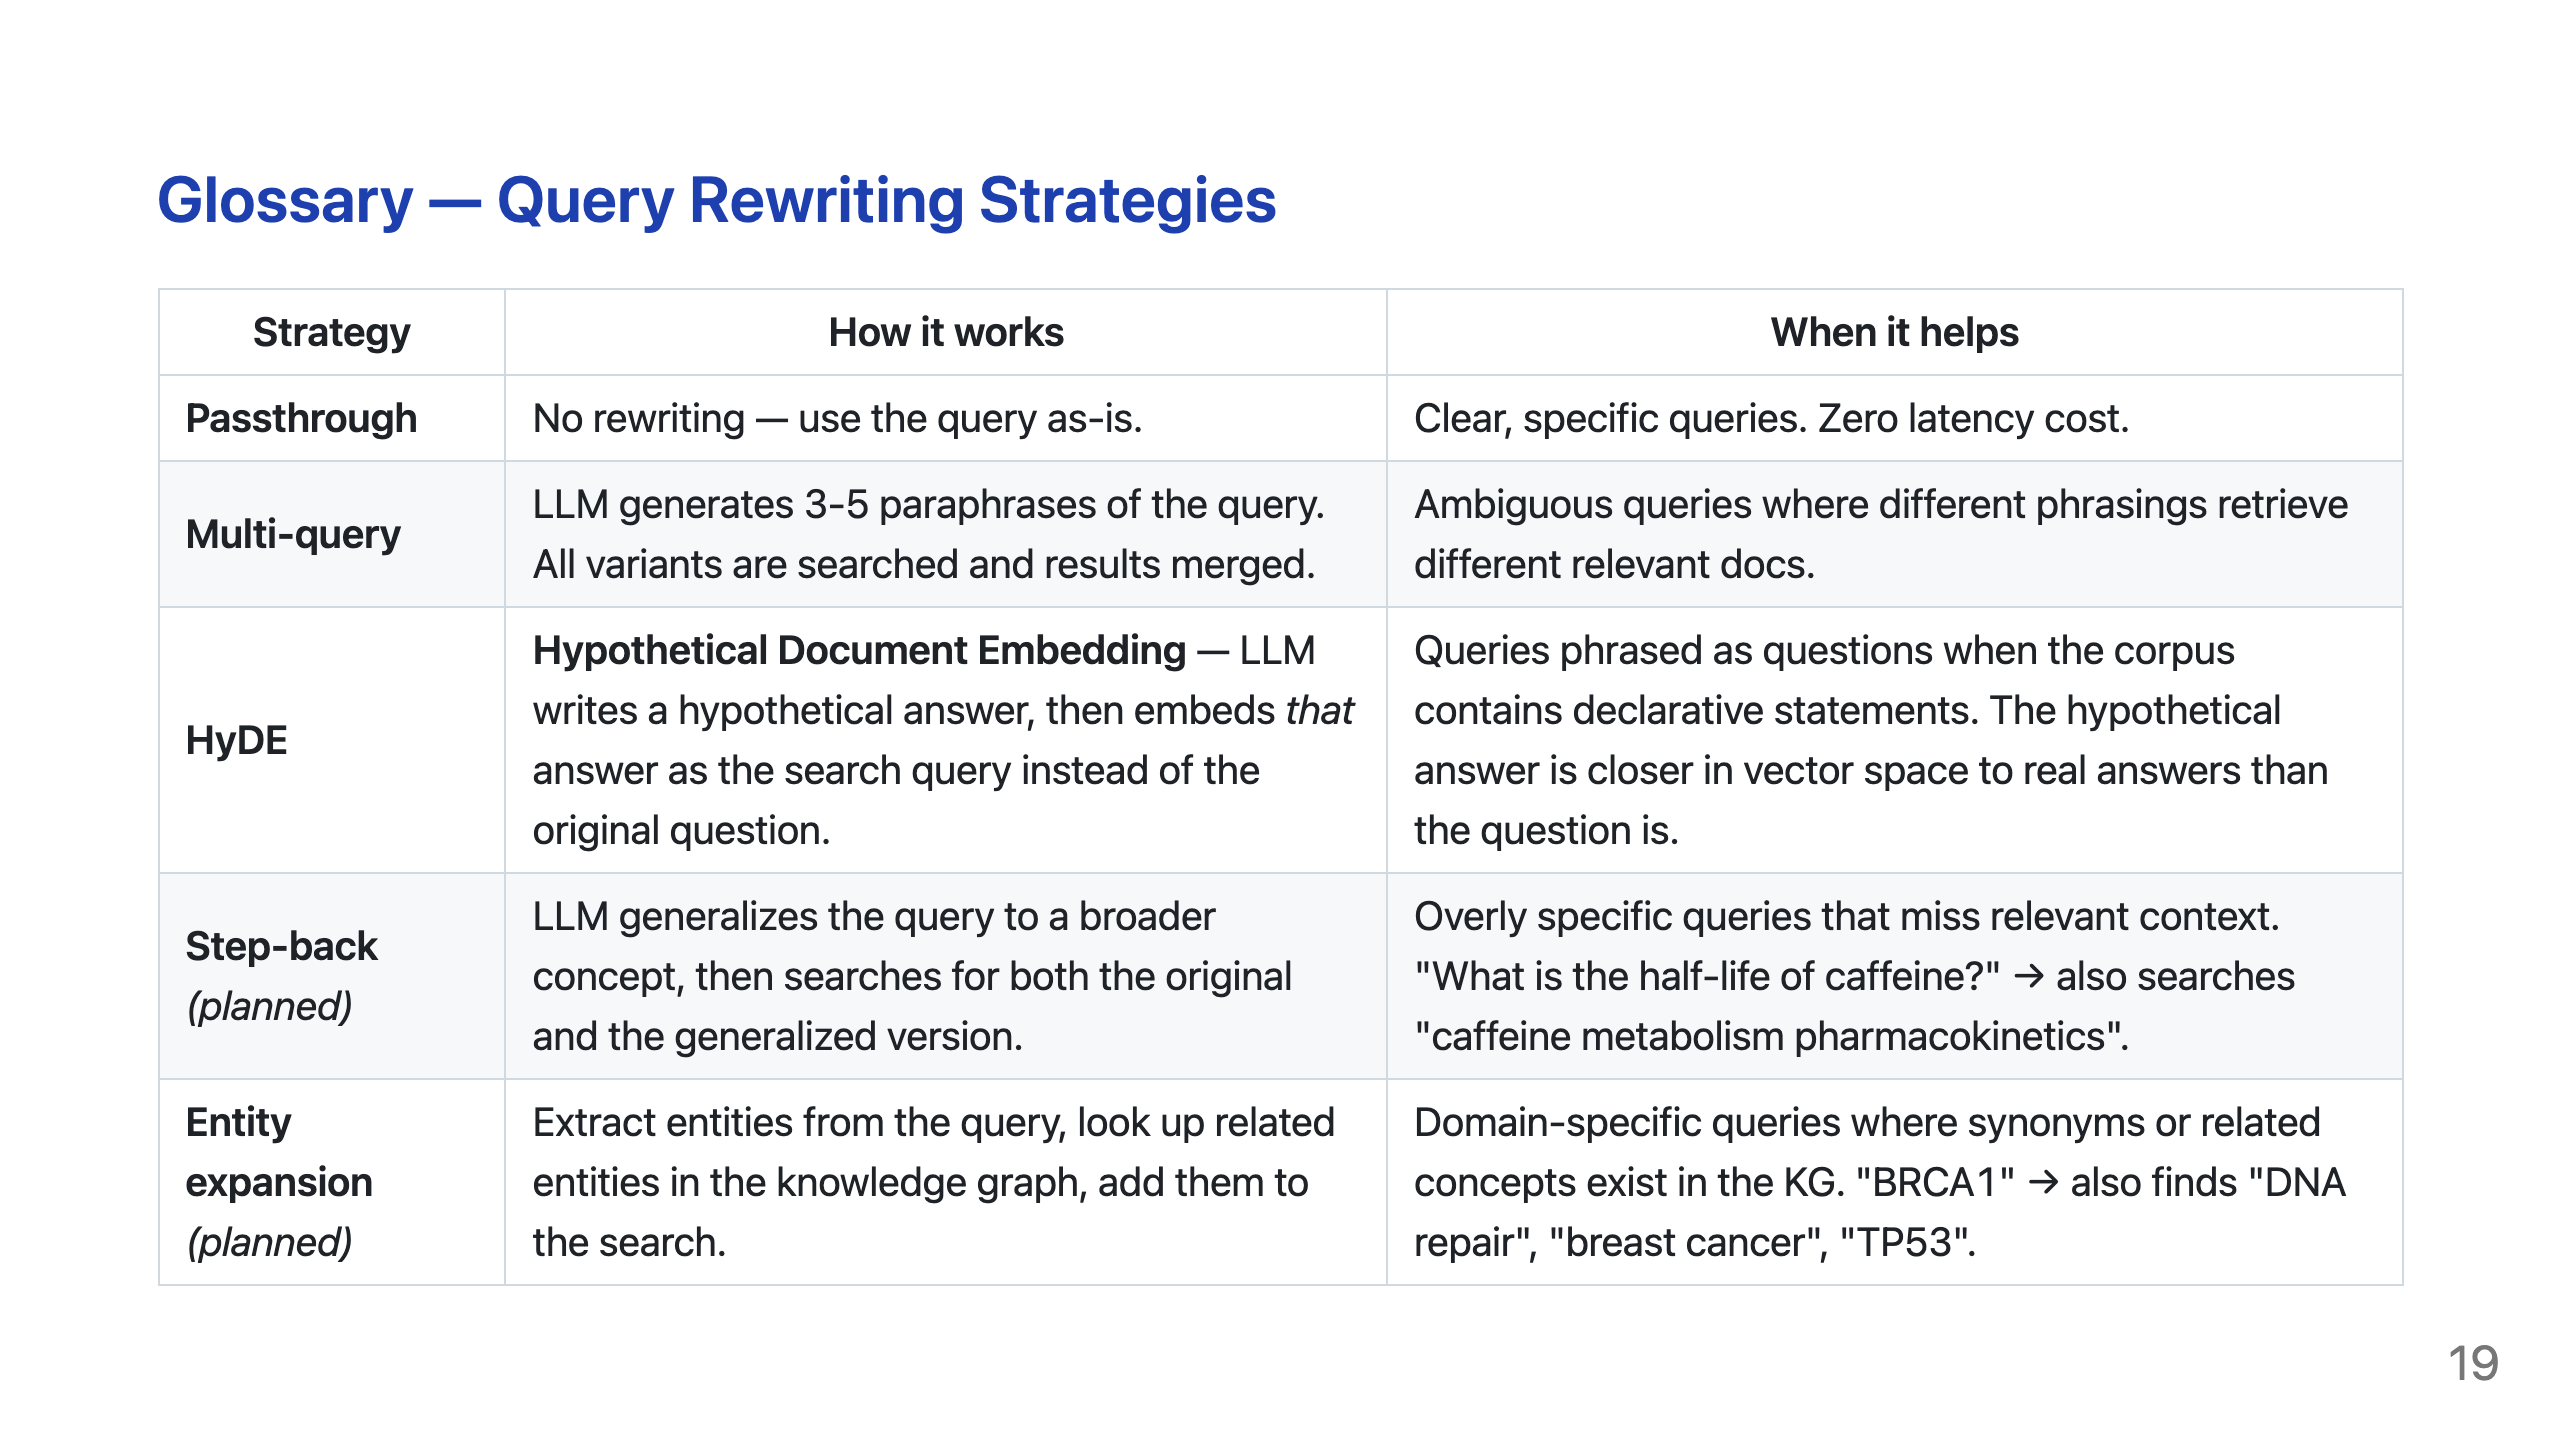 Glossary — Query Rewriting Strategies
Strategy
How it works
When it helps
Passthrough
No rewriting — use the query as-is.
Clear, specific queries. Zero latency cost.
Multi-query
LLM generates 3-5 paraphrases of the query.
All variants are searched and results merged.
Ambiguous queries where different phrasings retrieve
different relevant docs.
HyDE
Hypothetical Document Embedding — LLM
writes a hypothetical answer, then embeds that
answer as the search query instead of the
original question.
Queries phrased as questions when the corpus
contains declarative statements. The hypothetical
answer is closer in vector space to real answers than
the question is.
Step-back
(planned)
LLM generalizes the query to a broader
concept, then searches for both the original
and the generalized version.
Overly specific queries that miss relevant context.
"What is the half-life of caffeine?" → also searches
"caffeine metabolism pharmacokinetics".
Entity
expansion
(planned)
Extract entities from the query, look up related
entities in the knowledge graph, add them to
the search.
Domain-specific queries where synonyms or related
concepts exist in the KG. "BRCA1" → also finds "DNA
repair", "breast cancer", "TP53".
19